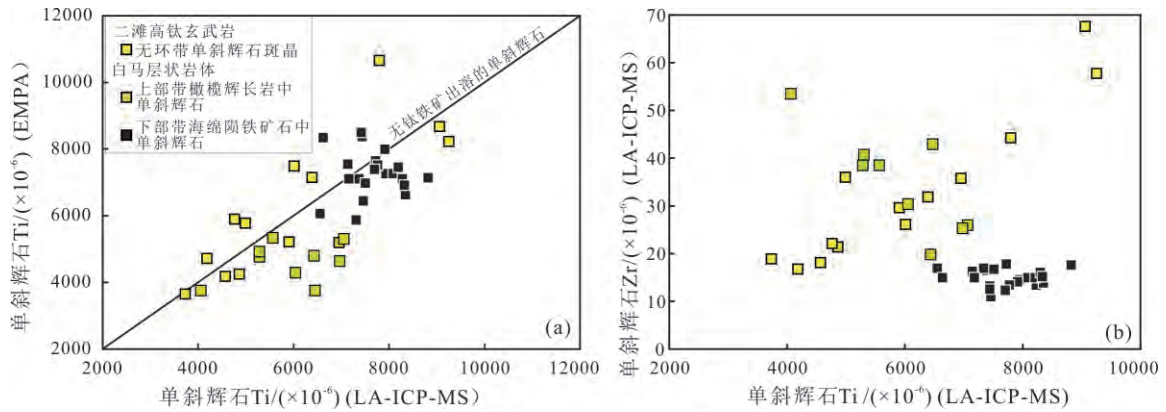 12000
10000
8000
6000
4000
2000
单斜辉石Ti/(×10⁻⁶) (EMPA)
二滩高钛玄武岩
无环带单斜辉石斑晶
白马层状岩体
上部带橄榄辉长岩中
单斜辉石
下部带海绵陨铁矿石中
单斜辉石
无钛铁矿出溶的单斜辉石
(a)
2000 4000 6000 8000 10000 12000
单斜辉石Ti/(×10⁻⁶) (LA-ICP-MS)
70
60
50
40
30
20
10
0
单斜辉石Zr/(×10⁻⁶) (LA-ICP-MS)
(b)
2000 4000 6000 8000 10000
单斜辉石Ti/(×10⁻⁶) (LA-ICP-MS)